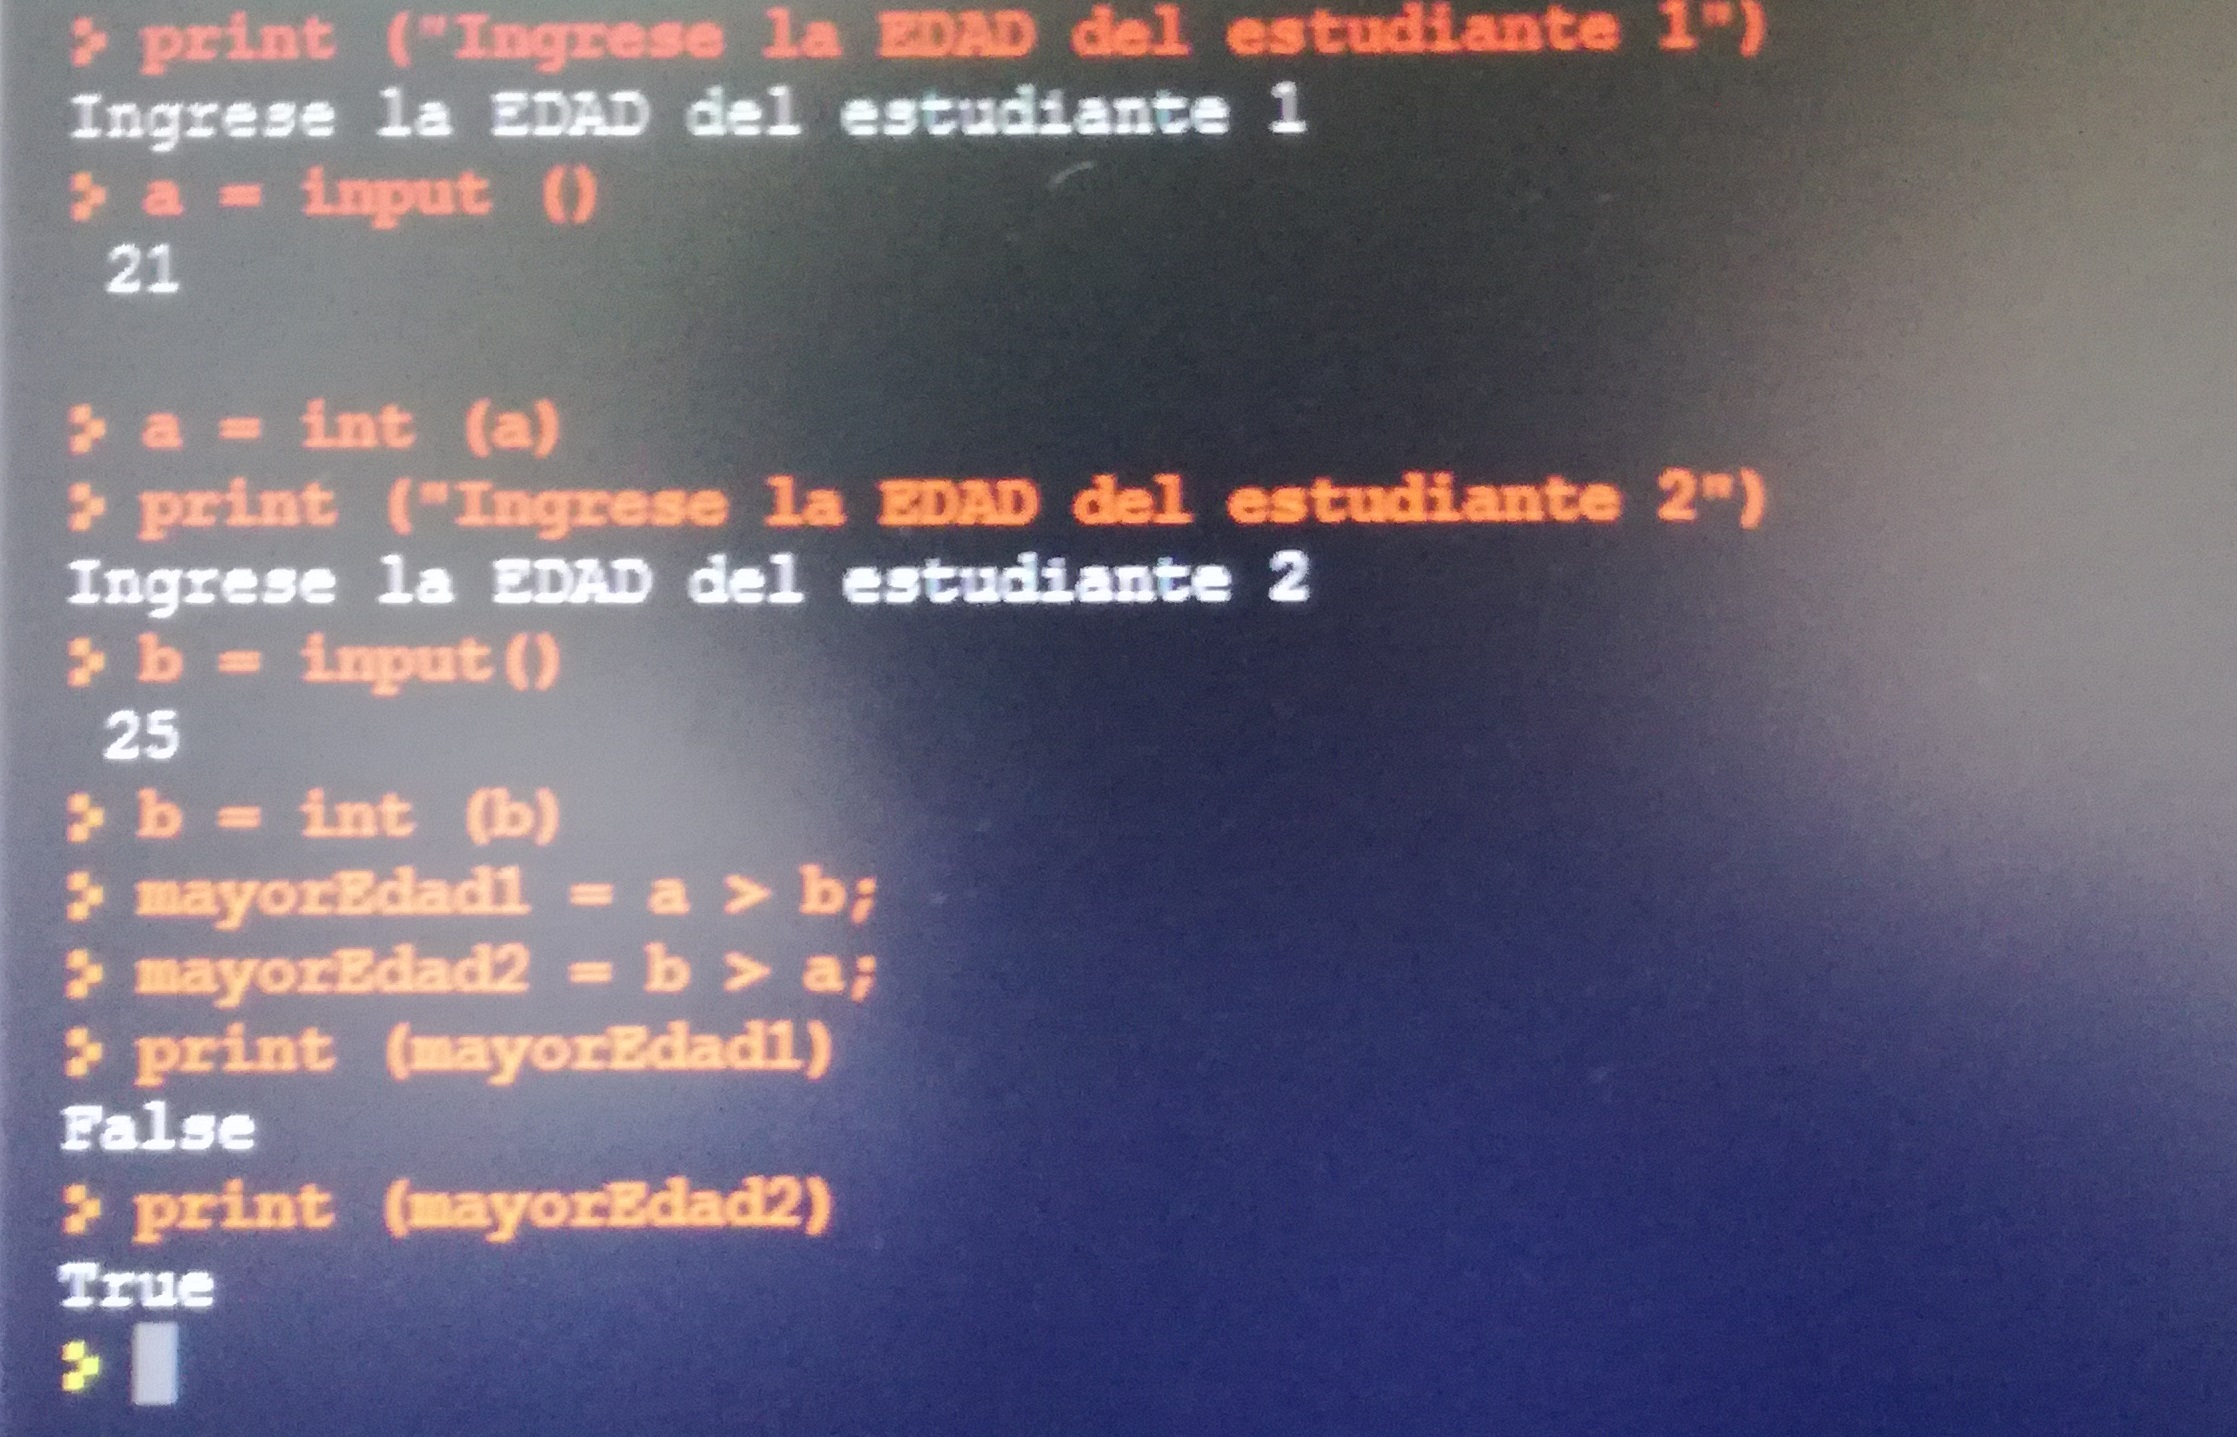 > print ("Ingrese la EDAD del estudiante 1")
Ingrese la EDAD del estudiante 1
> a = input ()
21
> a = int (a)
> print ("Ingrese la EDAD del estudiante 2")
Ingrese la EDAD del estudiante 2
> b = input()
25
> b = int (b)
> mayorEdad1 = a > b;
> mayorEdad2 = b > a;
> print (mayorEdad1)
False
> print (mayorEdad2)
True
>